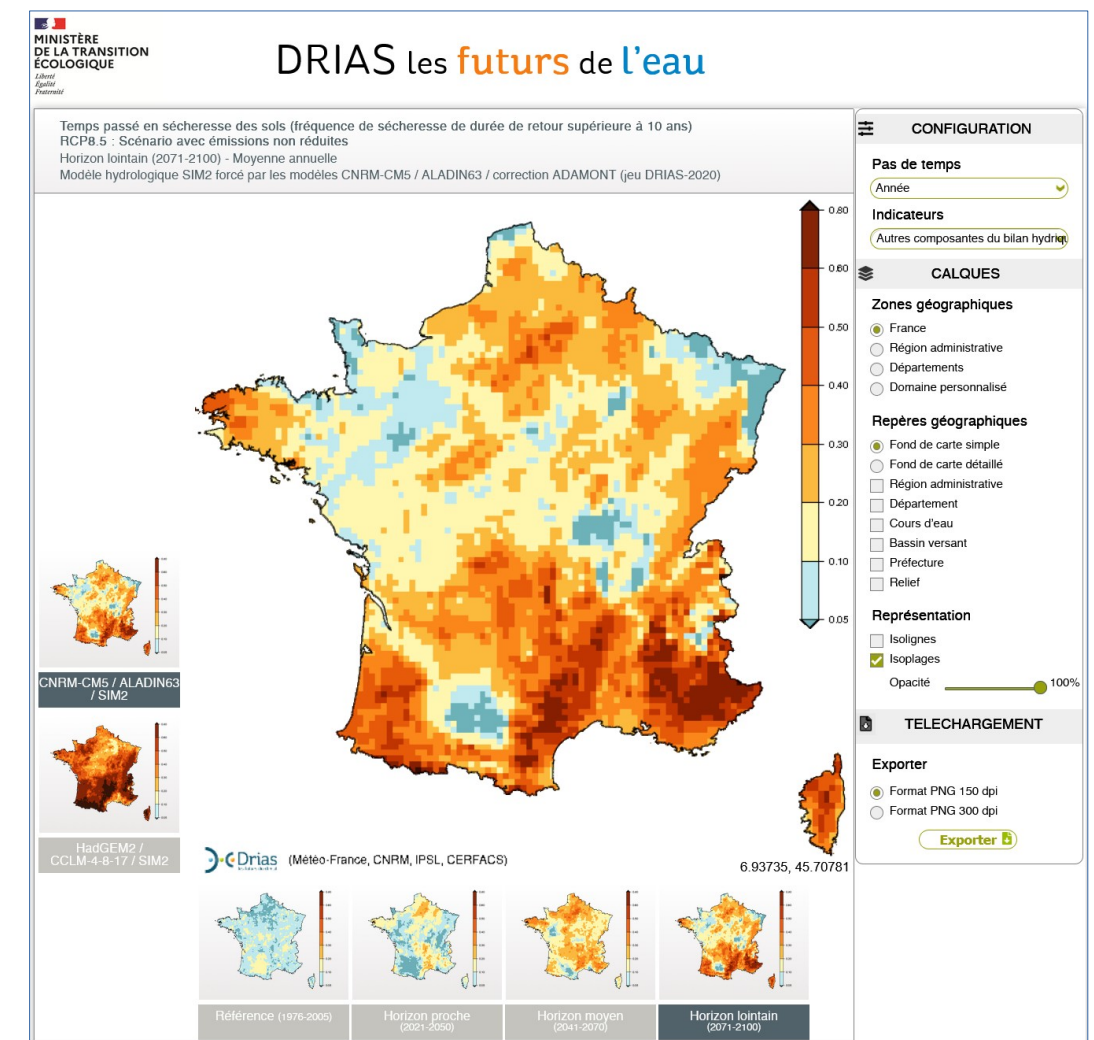 MINISTÈRE
DE LA TRANSITION
ÉCOLOGIQUE
Liberté
Égalité
Fraternité
DRIAS les futurs de l'eau
Temps passé en sécheresse des sols (fréquence de sécheresse de durée de retour supérieure à 10 ans)
RCP8.5 : Scénario avec émissions non réduites
Horizon lointain (2071-2100) - Moyenne annuelle
Modèle hydrologique SIM2 forcé par les modèles CNRM-CM5 / ALADIN63 / correction ADAMONT (jeu DRIAS-2020)
0.80
0.60
0.50
0.40
0.30
0.20
0.10
0.05
CNRM-CM5 / ALADIN63
/ SIM2
HadGEM2 /
CCLM-4-8-17 / SIM2
Drias (Météo-France, CNRM, IPSL, CERFACS)
6.93735, 45.70781
Référence (1976-2005)
Horizon proche
(2021-2050)
Horizon moyen
(2041-2070)
Horizon lointain
(2071-2100)
CONFIGURATION
Pas de temps
Année
Indicateurs
Autres composantes du bilan hydriq
CALQUES
Zones géographiques
France
Région administrative
Départements
Domaine personnalisé
Repères géographiques
Fond de carte simple
Fond de carte détaillé
Région administrative
Département
Cours d'eau
Bassin versant
Préfecture
Relief
Représentation
Isolignes
Isoplages
Opacité 100%
TELECHARGEMENT
Exporter
Format PNG 150 dpi
Format PNG 300 dpi
Exporter